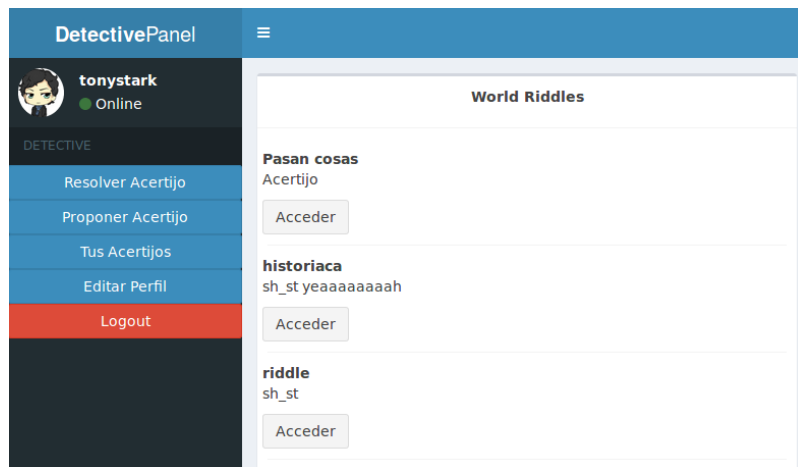 DetectivePanel
tonystark
Online
DETECTIVE
Resolver Acertijo
Proponer Acertijo
Tus Acertijos
Editar Perfil
Logout
World Riddles
Pasan cosas
Acertijo
Acceder
historiaca
sh_st yeaaaaaaaah
Acceder
riddle
sh_st
Acceder